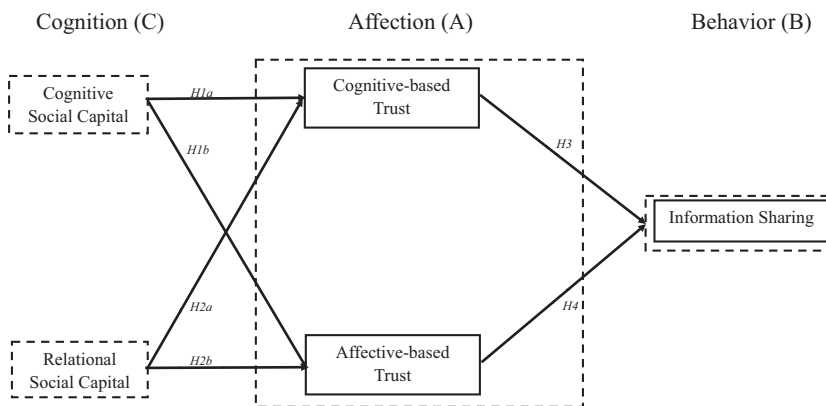 Cognition (C)
Affection (A)
Behavior (B)
Cognitive
Social Capital
H1a
Cognitive-based
Trust
H1b
H3
Information Sharing
H2a
H4
Relational
Social Capital
H2b
Affective-based
Trust